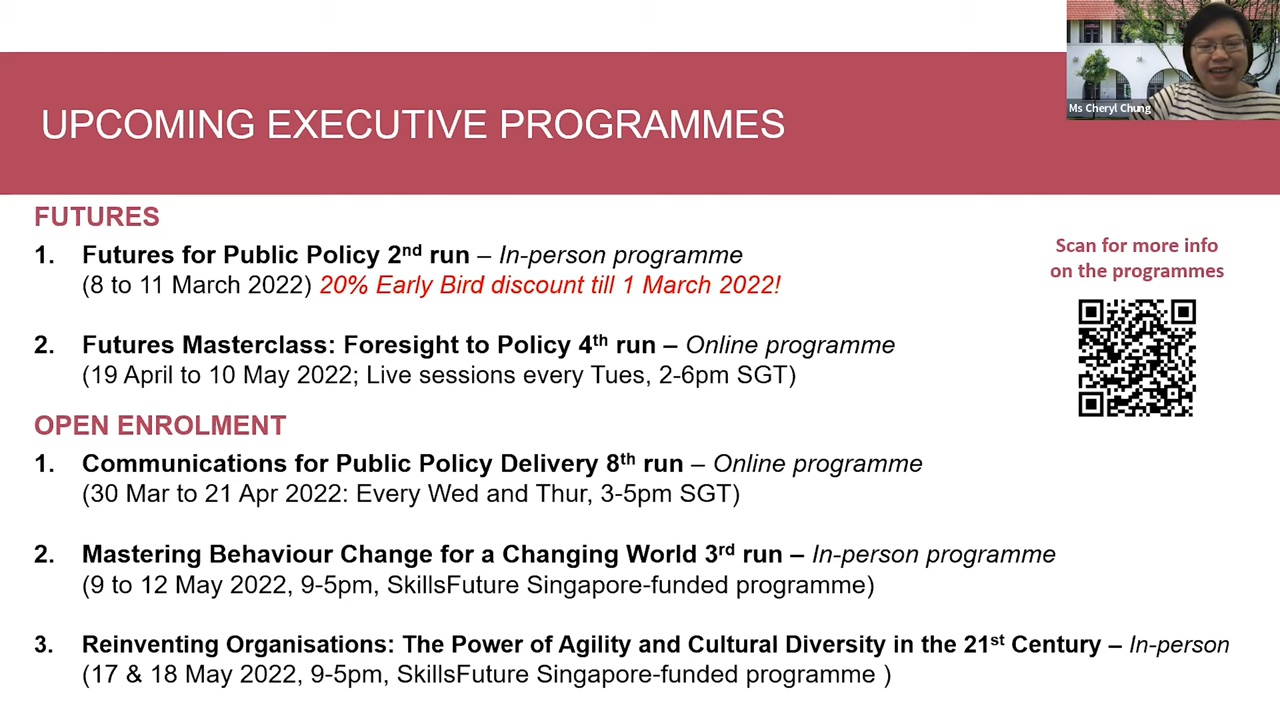 UPCOMING EXECUTIVE PROGRAMMES
Ms Cheryl Chung
FUTURES
1. Futures for Public Policy 2nd run – In-person programme
(8 to 11 March 2022) 20% Early Bird discount till 1 March 2022!
2. Futures Masterclass: Foresight to Policy 4th run – Online programme
(19 April to 10 May 2022; Live sessions every Tues, 2-6pm SGT)
Scan for more info
on the programmes
OPEN ENROLMENT
1. Communications for Public Policy Delivery 8th run – Online programme
(30 Mar to 21 Apr 2022: Every Wed and Thur, 3-5pm SGT)
2. Mastering Behaviour Change for a Changing World 3rd run – In-person programme
(9 to 12 May 2022, 9-5pm, SkillsFuture Singapore-funded programme)
3. Reinventing Organisations: The Power of Agility and Cultural Diversity in the 21st Century – In-person
(17 & 18 May 2022, 9-5pm, SkillsFuture Singapore-funded programme )